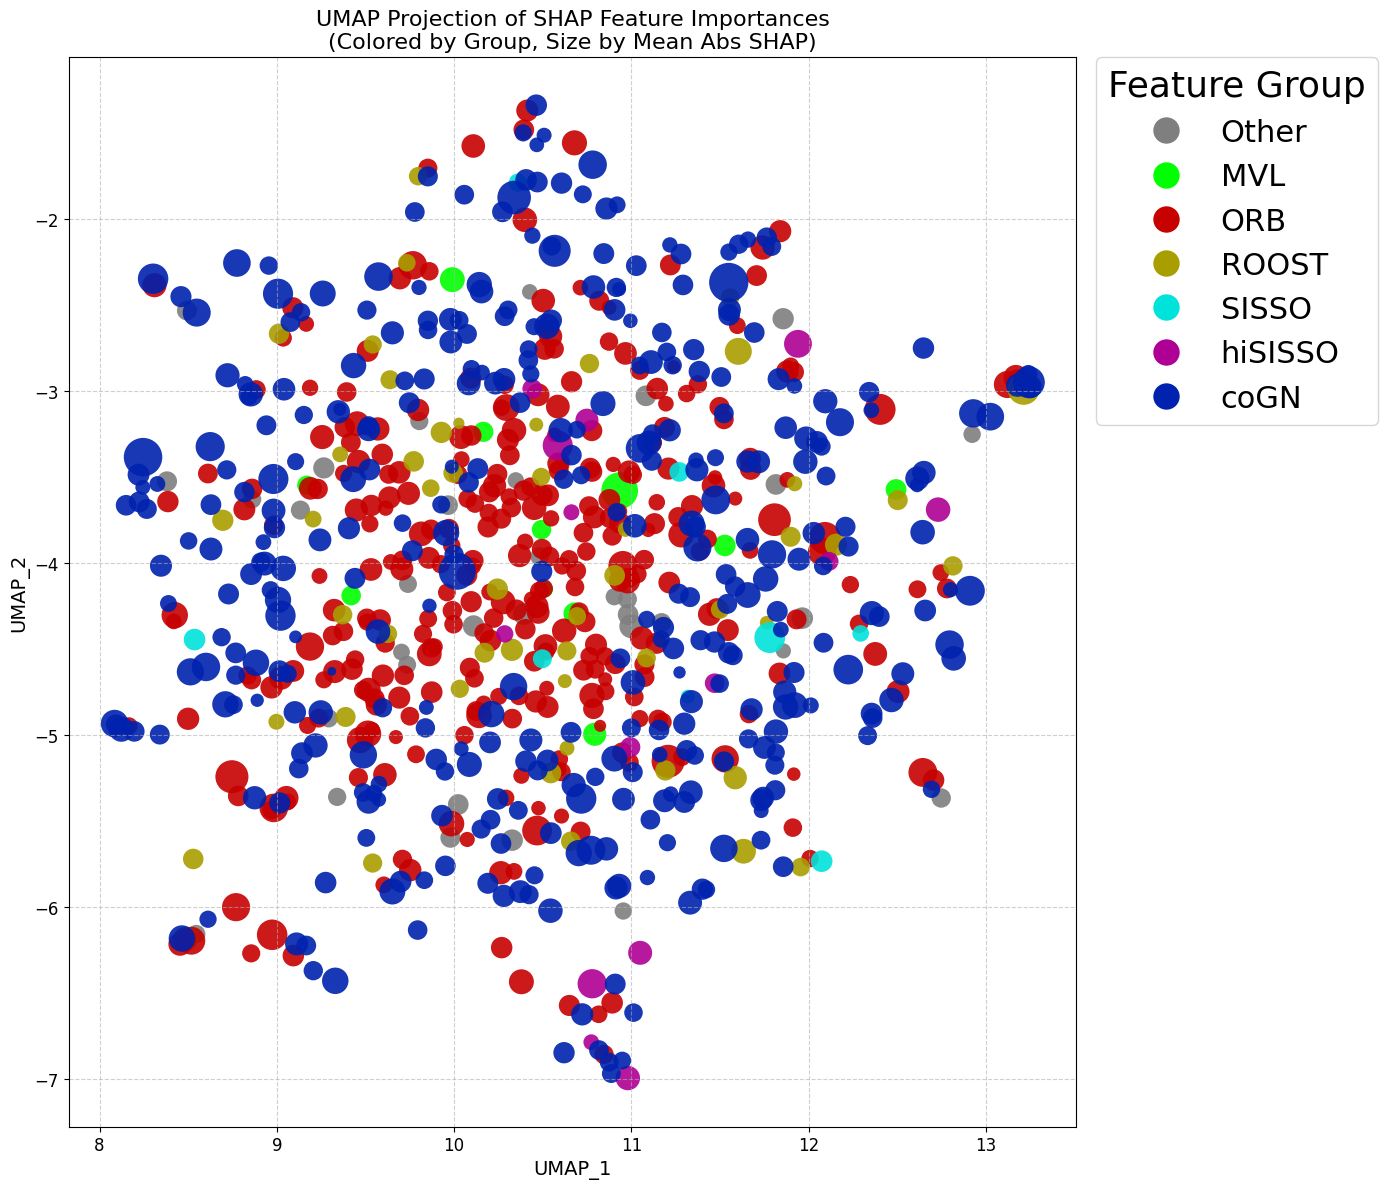 UMAP Projection of SHAP Feature Importances
(Colored by Group, Size by Mean Abs SHAP)
Feature Group
Other
MVL
ORB
ROOST
SISSO
hiSISSO
coGN
−2
−3
−4
−5
−6
−7
UMAP_2
8
9
10
11
12
13
UMAP_1